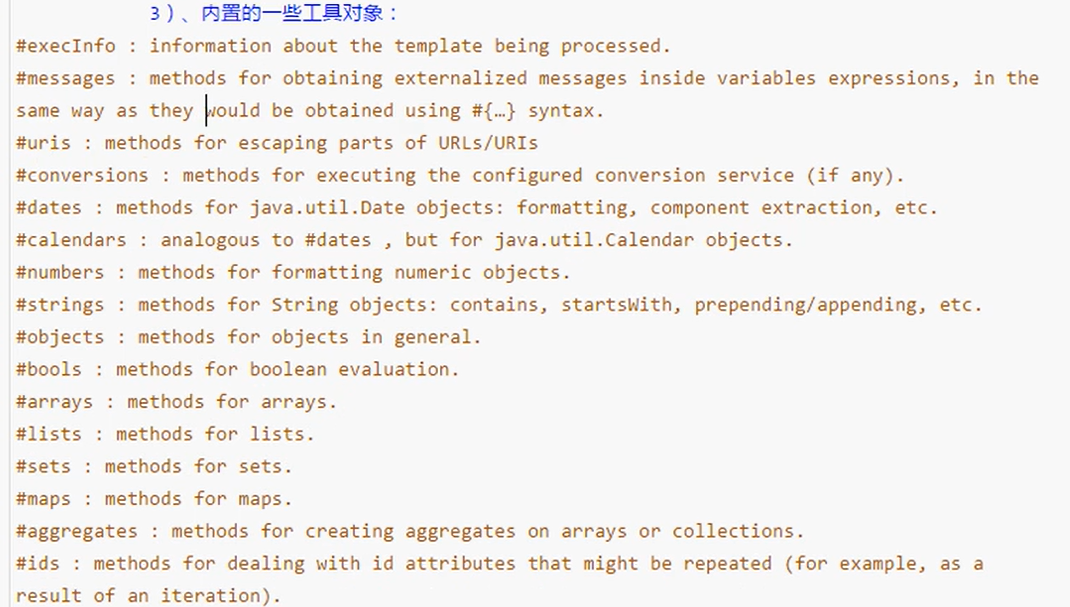 3）、内置的一些工具对象：
#execInfo : information about the template being processed.
#messages : methods for obtaining externalized messages inside variables expressions, in the
same way as they would be obtained using #{…} syntax.
#uris : methods for escaping parts of URLs/URIs
#conversions : methods for executing the configured conversion service (if any).
#dates : methods for java.util.Date objects: formatting, component extraction, etc.
#calendars : analogous to #dates , but for java.util.Calendar objects.
#numbers : methods for formatting numeric objects.
#strings : methods for String objects: contains, startsWith, prepending/appending, etc.
#objects : methods for objects in general.
#bools : methods for boolean evaluation.
#arrays : methods for arrays.
#lists : methods for lists.
#sets : methods for sets.
#maps : methods for maps.
#aggregates : methods for creating aggregates on arrays or collections.
#ids : methods for dealing with id attributes that might be repeated (for example, as a
result of an iteration).